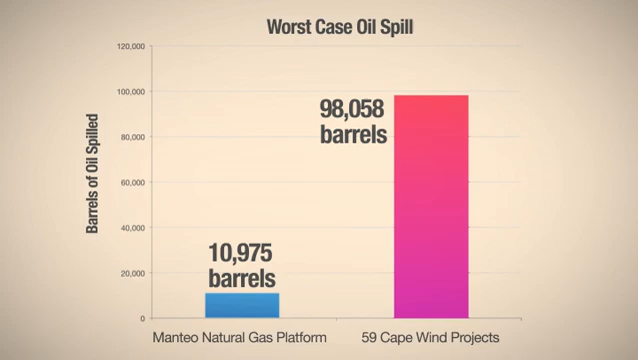 Worst Case Oil Spill
Barrels of Oil Spilled
120,000
100,000
80,000
60,000
40,000
20,000
0
10,975
barrels
98,058
barrels
Manteo Natural Gas Platform
59 Cape Wind Projects